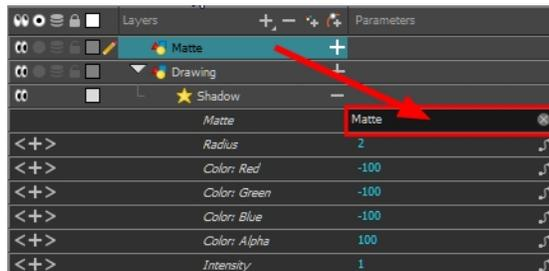 Layers Parameters
Matte
Drawing
Shadow
Matte Matte
Radius 2
Color: Red -100
Color: Green -100
Color: Blue -100
Color: Alpha 100
Intensity 1